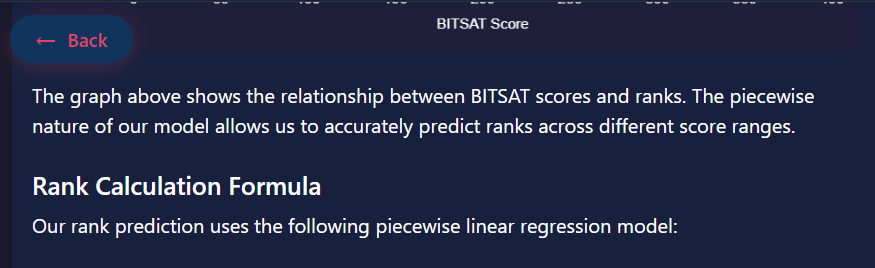 BITSAT Score
← Back
The graph above shows the relationship between BITSAT scores and ranks. The piecewise
nature of our model allows us to accurately predict ranks across different score ranges.
Rank Calculation Formula
Our rank prediction uses the following piecewise linear regression model: